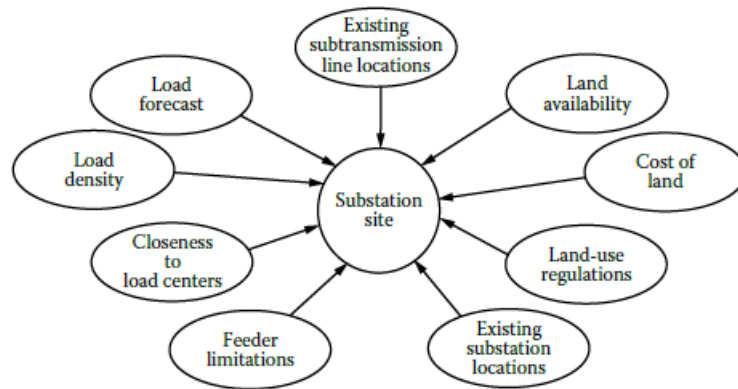 Existing
subtransmission
line locations
Load
forecast
Land
availability
Load
density
Cost of
land
Substation
site
Closeness
to
load centers
Land-use
regulations
Feeder
limitations
Existing
substation
locations